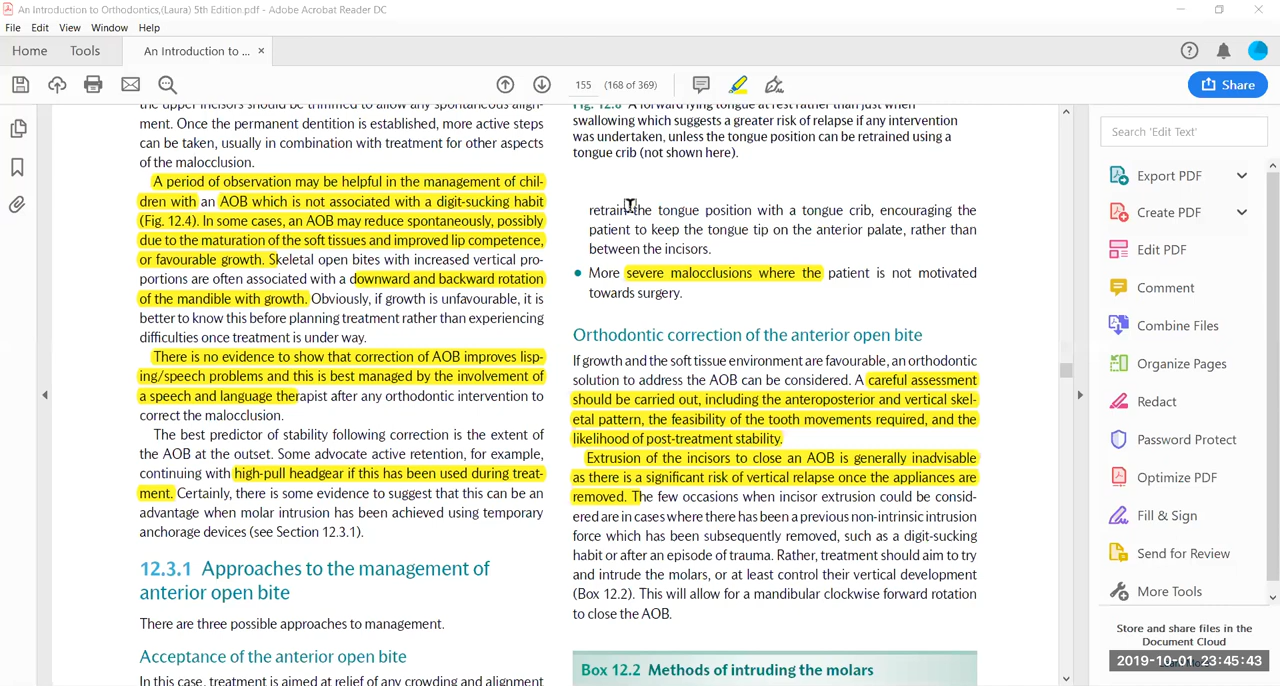 An Introduction to Orthodontics,(Laura) 5th Edition.pdf - Adobe Acrobat Reader DC
File Edit View Window Help
Home Tools An Introduction to ... ×
155 (168 of 369)
Share
the upper incisors should be trimmed to allow any spontaneous align-
ment. Once the permanent dentition is established, more active steps
can be taken, usually in combination with treatment for other aspects
of the malocclusion.
A period of observation may be helpful in the management of chil-
dren with an AOB which is not associated with a digit-sucking habit
(Fig. 12.4). In some cases, an AOB may reduce spontaneously, possibly
due to the maturation of the soft tissues and improved lip competence,
or favourable growth. Skeletal open bites with increased vertical pro-
portions are often associated with a downward and backward rotation
of the mandible with growth. Obviously, if growth is unfavourable, it is
better to know this before planning treatment rather than experiencing
difficulties once treatment is under way.
There is no evidence to show that correction of AOB improves lisp-
ing/speech problems and this is best managed by the involvement of
a speech and language therapist after any orthodontic intervention to
correct the malocclusion.
The best predictor of stability following correction is the extent of
the AOB at the outset. Some advocate active retention, for example,
continuing with high-pull headgear if this has been used during treat-
ment. Certainly, there is some evidence to suggest that this can be an
advantage when molar intrusion has been achieved using temporary
anchorage devices (see Section 12.3.1).
12.3.1 Approaches to the management of
anterior open bite
There are three possible approaches to management.
Acceptance of the anterior open bite
In this case, treatment is aimed at relief of any crowding and alignment
Fig. 12.6 A forward lying tongue at rest rather than just when
swallowing which suggests a greater risk of relapse if any intervention
was undertaken, unless the tongue position can be retrained using a
tongue crib (not shown here).
retrain the tongue position with a tongue crib, encouraging the
patient to keep the tongue tip on the anterior palate, rather than
between the incisors.
• More severe malocclusions where the patient is not motivated
towards surgery.
Orthodontic correction of the anterior open bite
If growth and the soft tissue environment are favourable, an orthodontic
solution to address the AOB can be considered. A careful assessment
should be carried out, including the anteroposterior and vertical skel-
etal pattern, the feasibility of the tooth movements required, and the
likelihood of post-treatment stability.
Extrusion of the incisors to close an AOB is generally inadvisable
as there is a significant risk of vertical relapse once the appliances are
removed. The few occasions when incisor extrusion could be consid-
ered are in cases where there has been a previous non-intrinsic intrusion
force which has been subsequently removed, such as a digit-sucking
habit or after an episode of trauma. Rather, treatment should aim to try
and intrude the molars, or at least control their vertical development
(Box 12.2). This will allow for a mandibular clockwise forward rotation
to close the AOB.
Box 12.2 Methods of intruding the molars
Search 'Edit Text'
Export PDF
Create PDF
Edit PDF
Comment
Combine Files
Organize Pages
Redact
Password Protect
Optimize PDF
Fill & Sign
Send for Review
More Tools
Store and share files in the
Document Cloud
2019-10-01 23:45:43